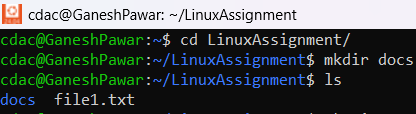 cdac@GaneshPawar: ~/LinuxAssignment
cdac@GaneshPawar:~$ cd LinuxAssignment/
cdac@GaneshPawar:~/LinuxAssignment$ mkdir docs
cdac@GaneshPawar:~/LinuxAssignment$ ls
docs  file1.txt